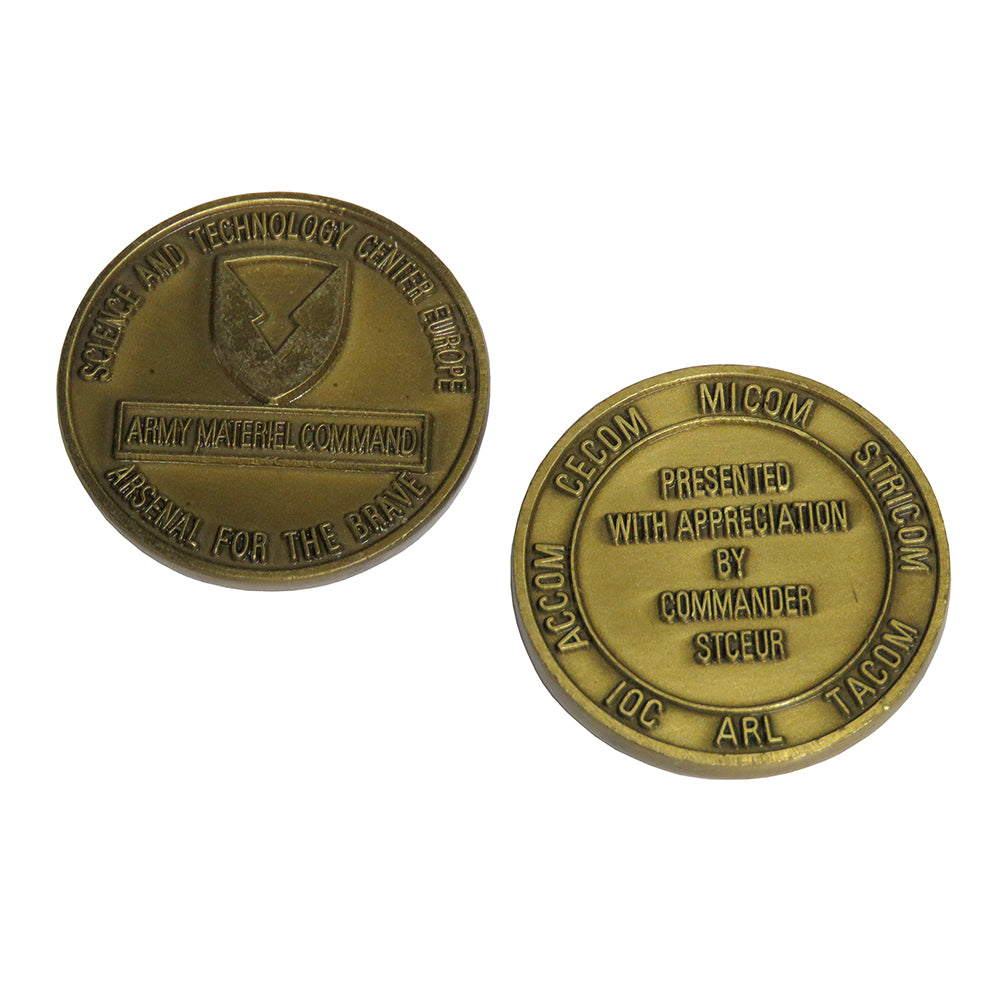 SCIENCE AND TECHNOLOGY CENTER EUROPE
ARMY MATERIEL COMMAND
ARSENAL FOR THE BRAVE
ACCOM CECOM MICOM STRICOM TACOM ARL IOC
PRESENTED
WITH APPRECIATION
BY
COMMANDER
STCEUR